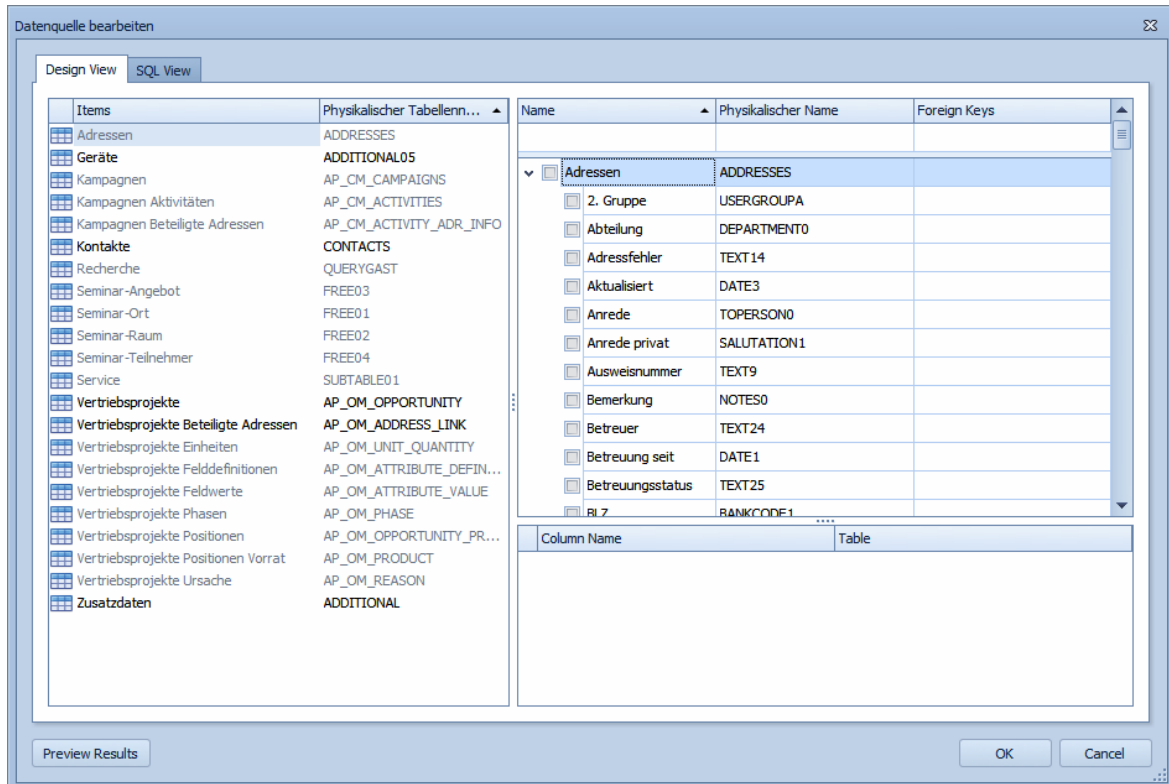 Datenquelle bearbeiten
Design View SQL View
Items Physikalischer Tabellenn...
Adressen ADDRESSES
Geräte ADDITIONAL05
Kampagnen AP_CM_CAMPAIGNS
Kampagnen Aktivitäten AP_CM_ACTIVITIES
Kampagnen Beteiligte Adressen AP_CM_ACTIVITY_ADR_INFO
Kontakte CONTACTS
Recherche QUERYGAST
Seminar-Angebot FREE03
Seminar-Ort FREE01
Seminar-Raum FREE02
Seminar-Teilnehmer FREE04
Service SUBTABLE01
Vertriebsprojekte AP_OM_OPPORTUNITY
Vertriebsprojekte Beteiligte Adressen AP_OM_ADDRESS_LINK
Vertriebsprojekte Einheiten AP_OM_UNIT_QUANTITY
Vertriebsprojekte Felddefinitionen AP_OM_ATTRIBUTE_DEFIN...
Vertriebsprojekte Feldwerte AP_OM_ATTRIBUTE_VALUE
Vertriebsprojekte Phasen AP_OM_PHASE
Vertriebsprojekte Positionen AP_OM_OPPORTUNITY_PR...
Vertriebsprojekte Positionen Vorrat AP_OM_PRODUCT
Vertriebsprojekte Ursache AP_OM_REASON
Zusatzdaten ADDITIONAL
Name Physikalischer Name Foreign Keys
Adressen ADDRESSES
2. Gruppe USERGROUPA
Abteilung DEPARTMENT0
Adressfehler TEXT14
Aktualisiert DATE3
Anrede TOPERSON0
Anrede privat SALUTATION1
Ausweisnummer TEXT9
Bemerkung NOTES0
Betreuer TEXT24
Betreuung seit DATE1
Betreuungsstatus TEXT25
BLZ BANKCODE1
Column Name Table
Preview Results OK Cancel